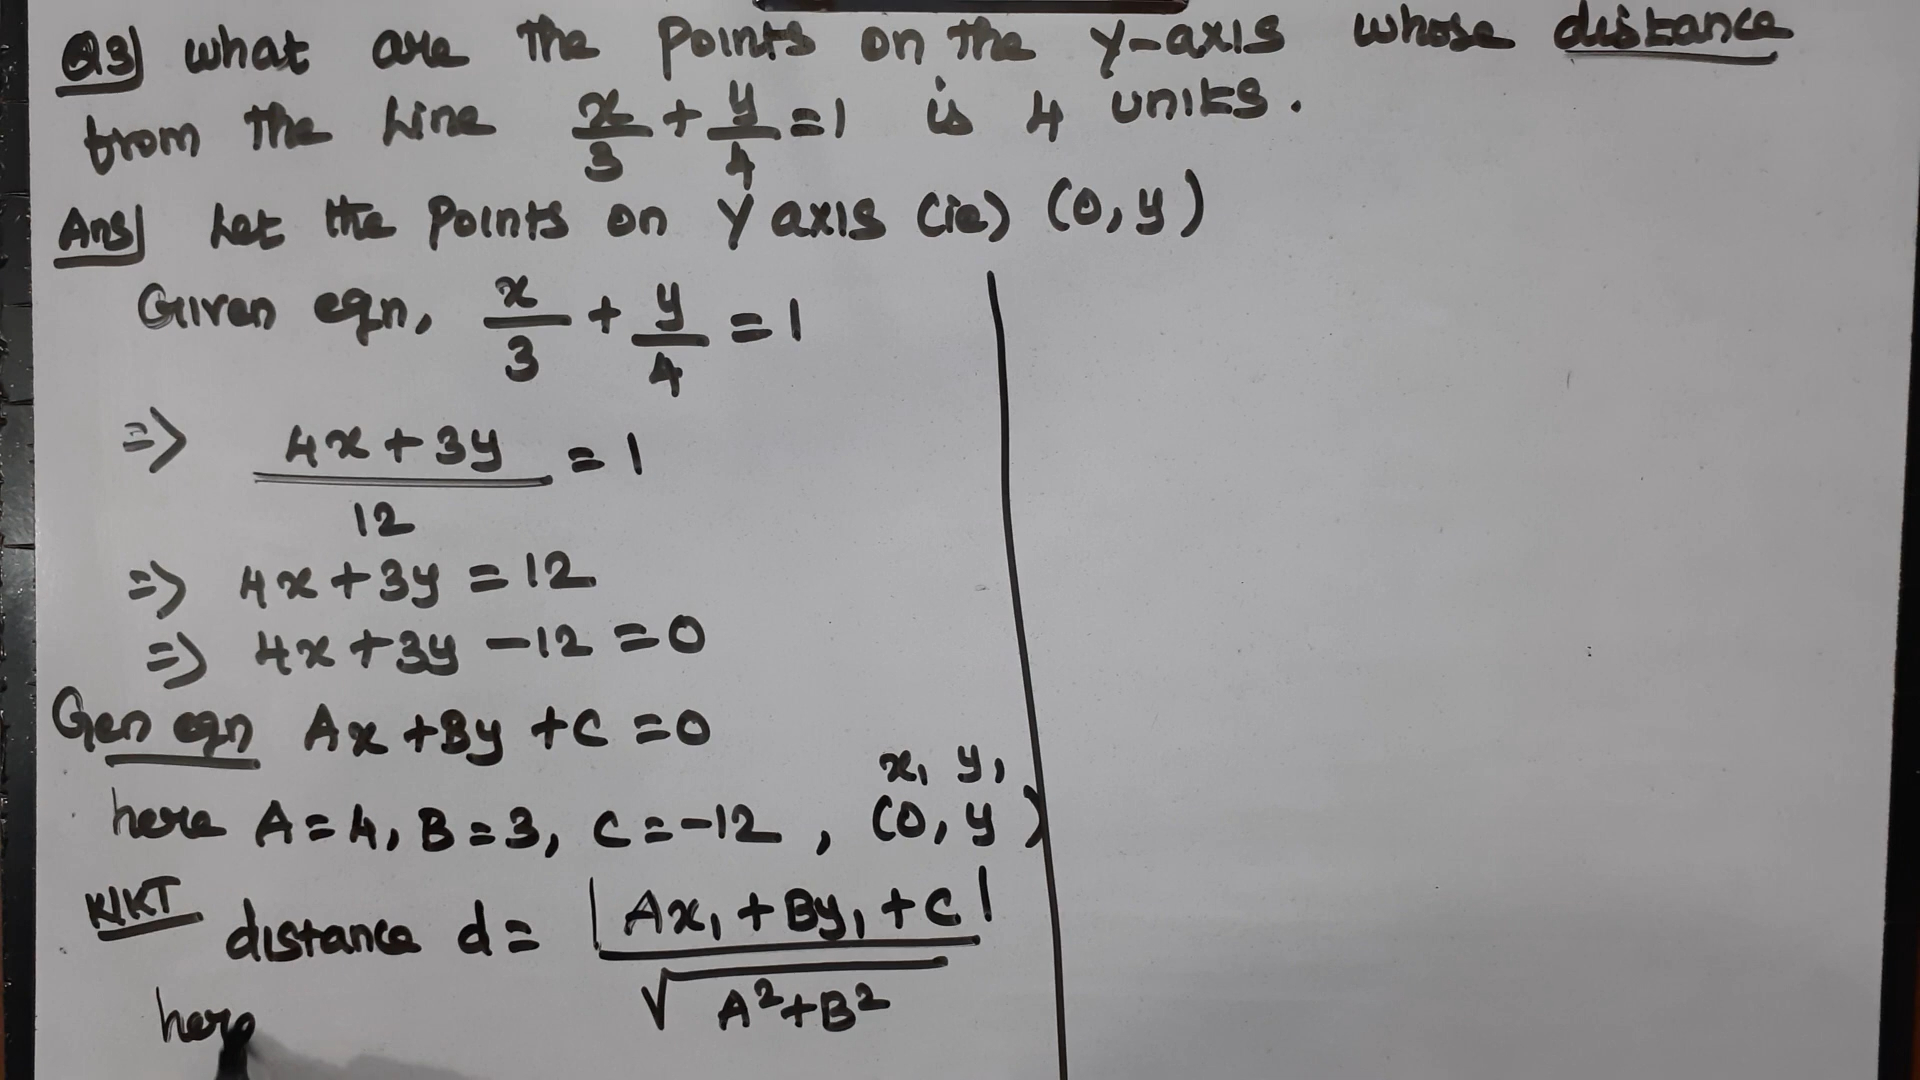 Q3) What are the points on the y-axis whose distance
from the line x/3 + y/4 = 1 is 4 units.
Ans) Let the points on Y axis (ie) (0, y)
Given eqn, x/3 + y/4 = 1
=> 4x + 3y / 12 = 1
=> 4x + 3y = 12
=> 4x + 3y - 12 = 0
Gen eqn Ax + By + C = 0
x₁ y₁
here A = 4, B = 3, C = -12, (0, y)
WKT distance d = |Ax₁ + By₁ + C| / √A² + B²
here